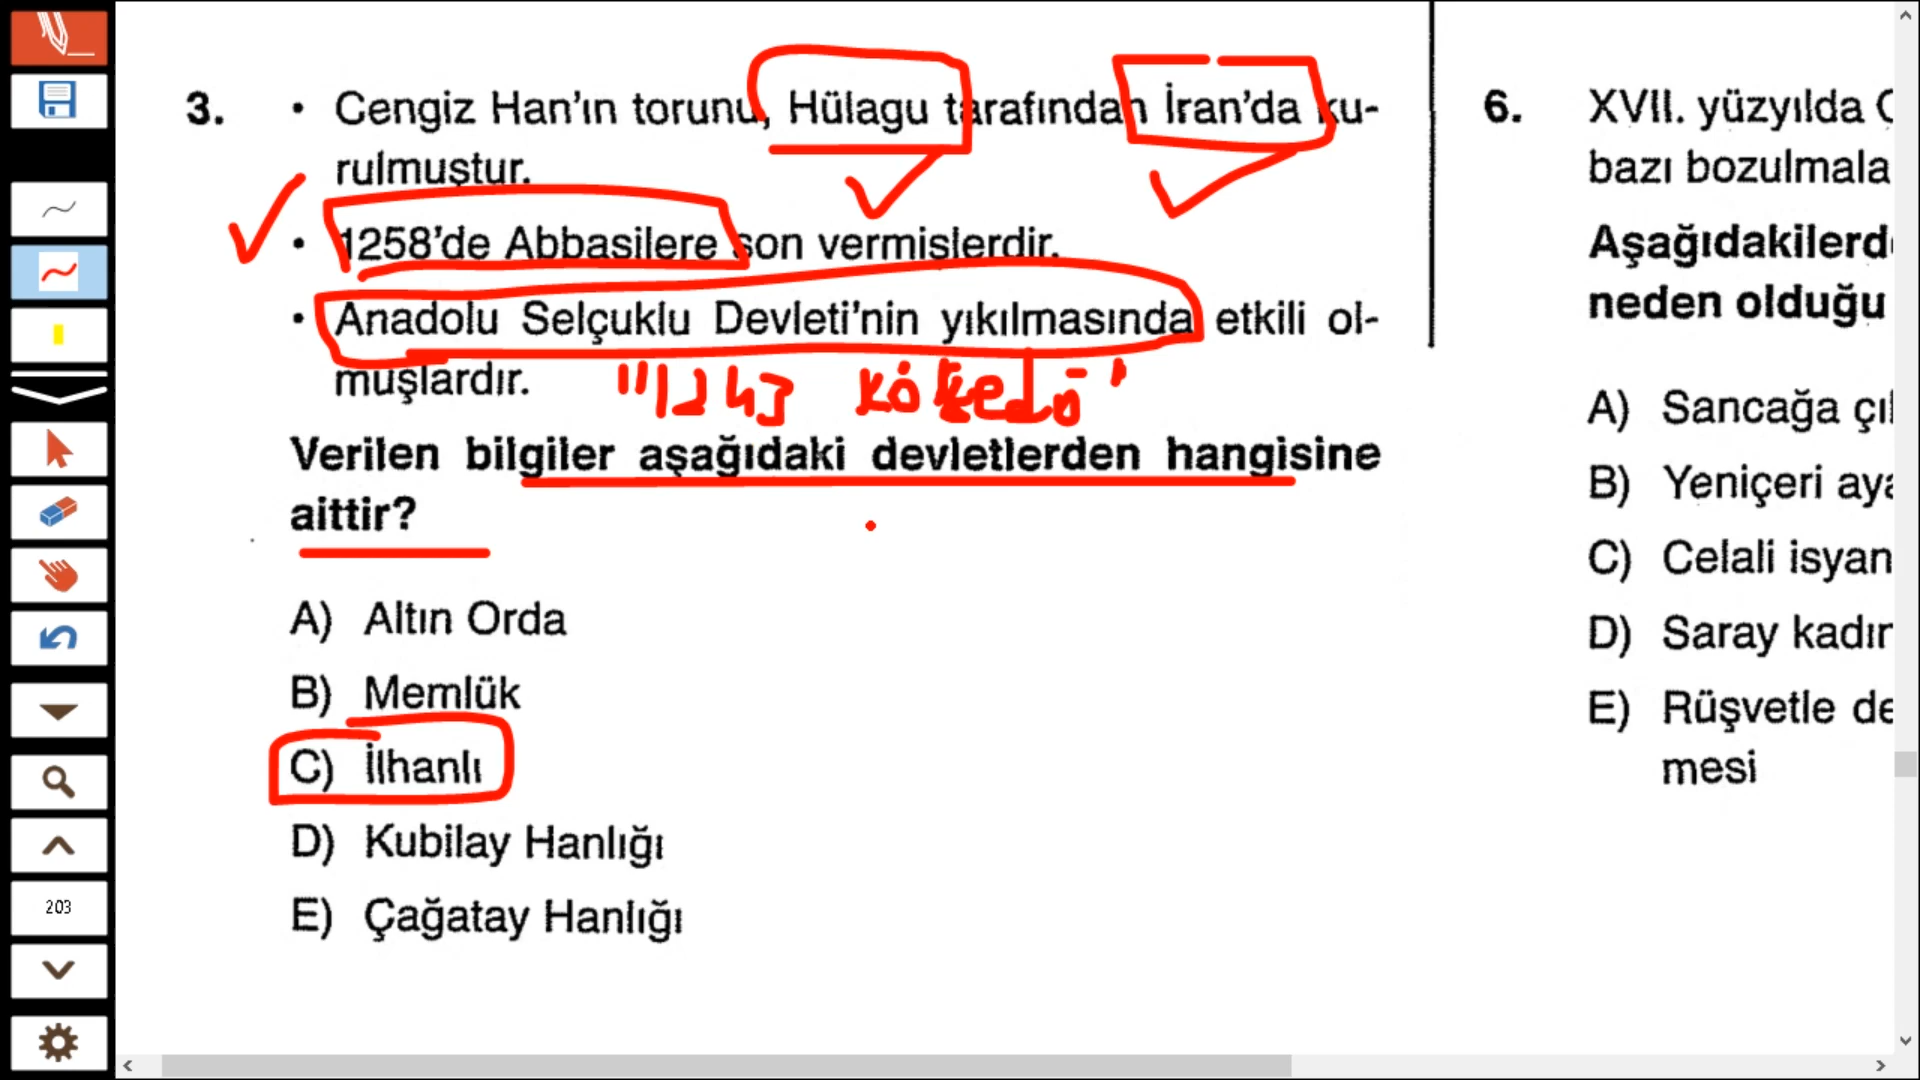 3. • Cengiz Han'ın torunu, Hülagu tarafından İran'da ku-
rulmuştur.
• 1258'de Abbasilere son vermişlerdir.
• Anadolu Selçuklu Devleti'nin yıkılmasında etkili ol-
muşlardır. "1243 Kösedağ"
Verilen bilgiler aşağıdaki devletlerden hangisine
aittir?
A) Altın Orda
B) Memlük
C) İlhanlı
D) Kubilay Hanlığı
E) Çağatay Hanlığı
6. XVII. yüzyılda
bazı bozulmala
Aşağıdakilerd
neden olduğu
A) Sancağa çı
B) Yeniçeri aya
C) Celali isyan
D) Saray kadır
E) Rüşvetle de
mesi
203